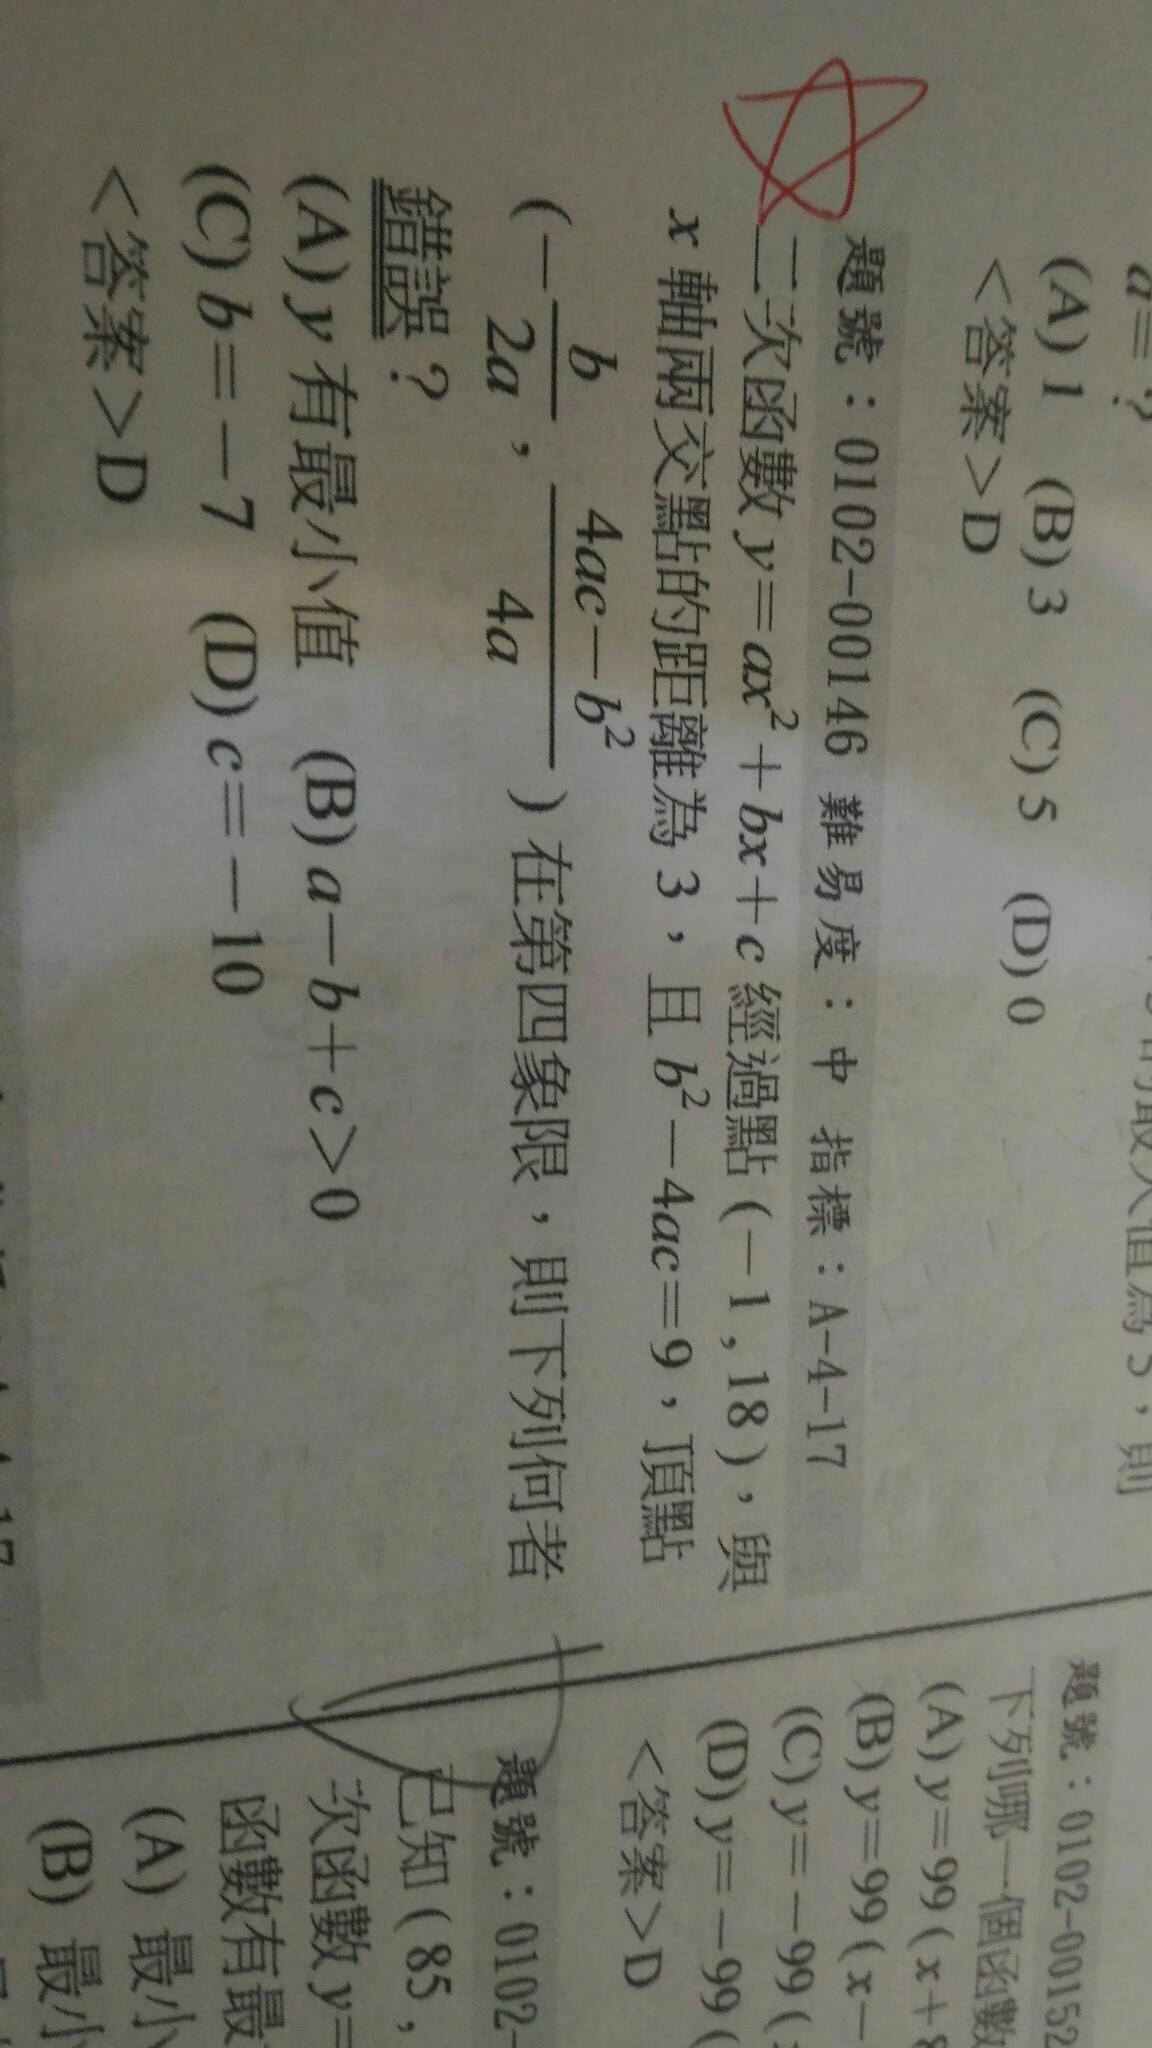 a=?
(A) 1 (B) 3 (C) 5 (D) 0
<答案>D
題號：0102-00146 難易度：中 指標：A-4-17
二次函數 y=ax²+bx+c 經過點 (-1, 18)，與
x 軸兩交點的距離為 3，且 b²-4ac=9，頂點
(-b/2a , 4ac-b²/4a) 在第四象限，則下列何者
錯誤？
(A) y 有最小值 (B) a-b+c>0
(C) b=-7 (D) c=-10
<答案>D
題號：0102-00152
下列哪一個函數
(A) y=99 ( x+8
(B) y=99 ( x-
(C) y=-99 (
(D) y=-99 (
<答案>D
題號：0102-
已知 ( 85 ,
次函數 y=
函數有最
(A) 最小
(B) 最小